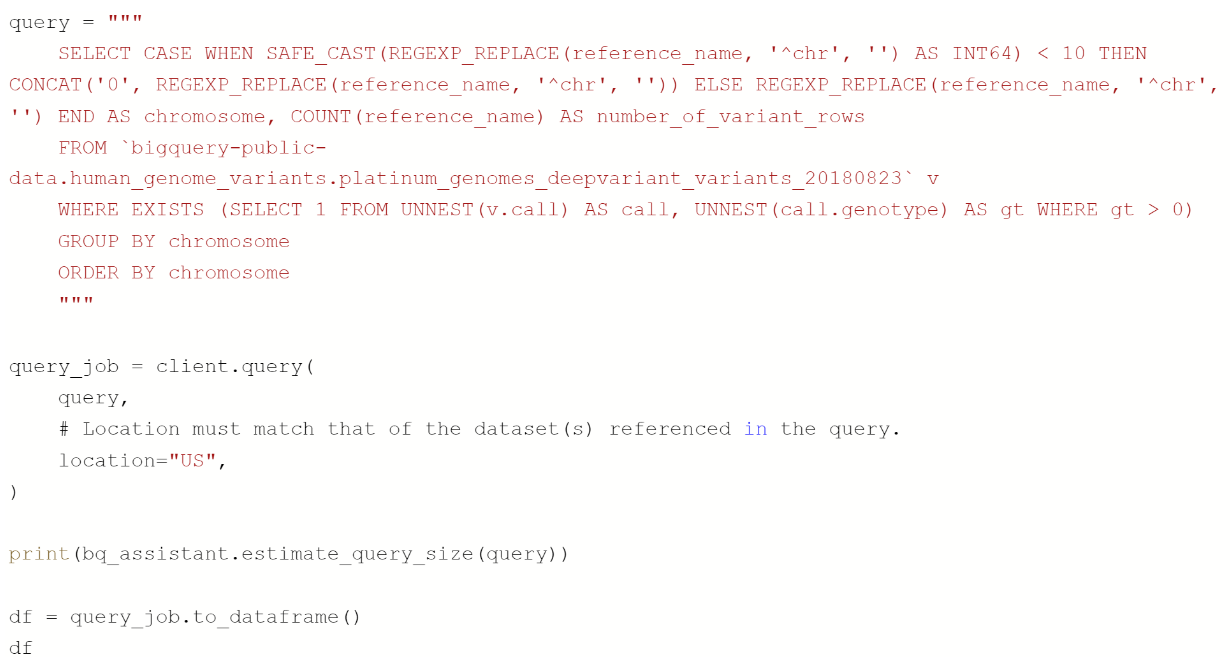 query = """
    SELECT CASE WHEN SAFE_CAST(REGEXP_REPLACE(reference_name, '^chr', '') AS INT64) < 10 THEN
CONCAT('0', REGEXP_REPLACE(reference_name, '^chr', '')) ELSE REGEXP_REPLACE(reference_name, '^chr',
'') END AS chromosome, COUNT(reference_name) AS number_of_variant_rows
    FROM `bigquery-public-
data.human_genome_variants.platinum_genomes_deepvariant_variants_20180823` v
    WHERE EXISTS (SELECT 1 FROM UNNEST(v.call) AS call, UNNEST(call.genotype) AS gt WHERE gt > 0)
    GROUP BY chromosome
    ORDER BY chromosome
    """

query_job = client.query(
    query,
    # Location must match that of the dataset(s) referenced in the query.
    location="US",
)

print(bq_assistant.estimate_query_size(query))

df = query_job.to_dataframe()
df